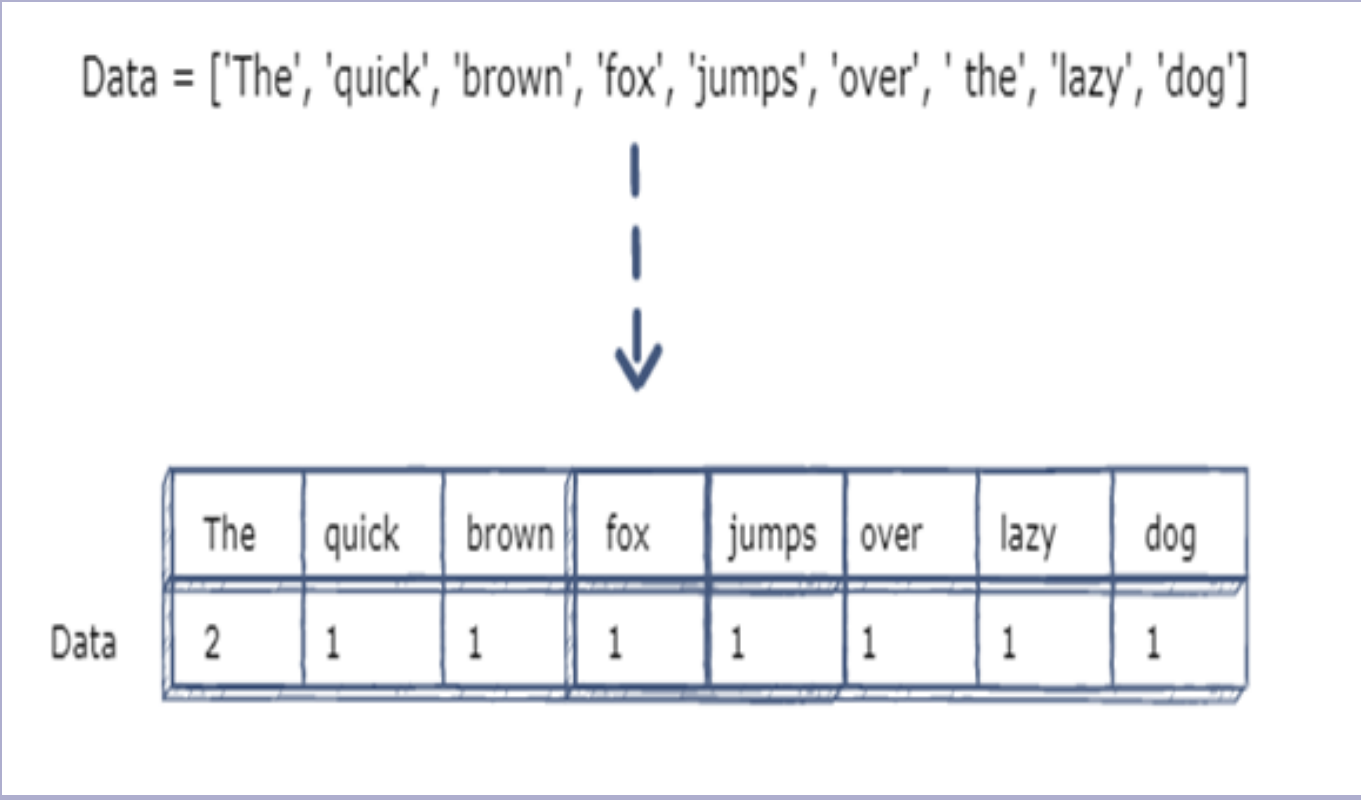 Data = ['The', 'quick', 'brown', 'fox', 'jumps', 'over', ' the', 'lazy', 'dog']
The quick brown fox jumps over lazy dog
Data 2 1 1 1 1 1 1 1